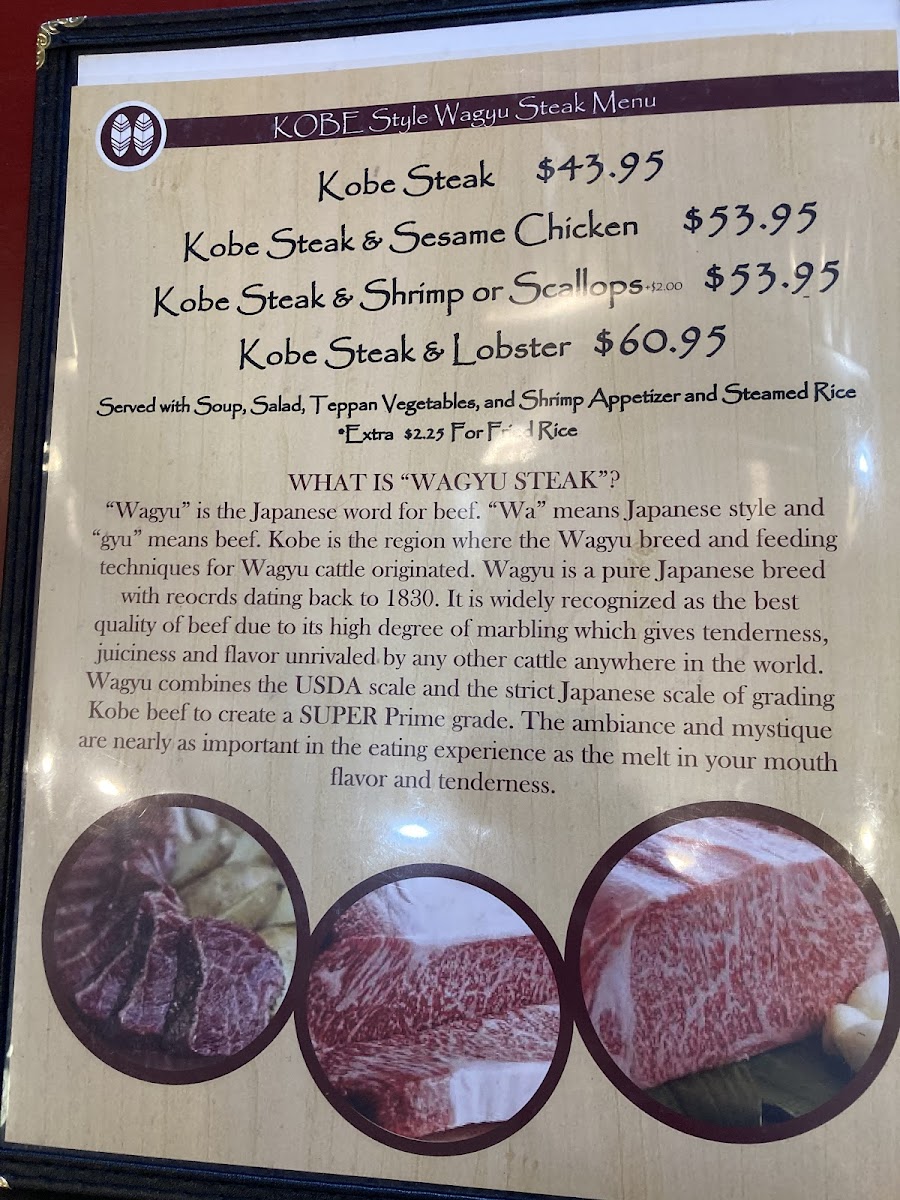 KOBE Style Wagyu Steak Menu
Kobe Steak $43.95
Kobe Steak & Sesame Chicken $53.95
Kobe Steak & Shrimp or Scallops +$2.00 $53.95
Kobe Steak & Lobster $60.95
Served with Soup, Salad, Teppan Vegetables, and Shrimp Appetizer and Steamed Rice
*Extra $2.25 For Fried Rice
WHAT IS “WAGYU STEAK”?
“Wagyu” is the Japanese word for beef. “Wa” means Japanese style and
“gyu” means beef. Kobe is the region where the Wagyu breed and feeding
techniques for Wagyu cattle originated. Wagyu is a pure Japanese breed
with reocrds dating back to 1830. It is widely recognized as the best
quality of beef due to its high degree of marbling which gives tenderness,
juiciness and flavor unrivaled by any other cattle anywhere in the world.
Wagyu combines the USDA scale and the strict Japanese scale of grading
Kobe beef to create a SUPER Prime grade. The ambiance and mystique
are nearly as important in the eating experience as the melt in your mouth
flavor and tenderness.